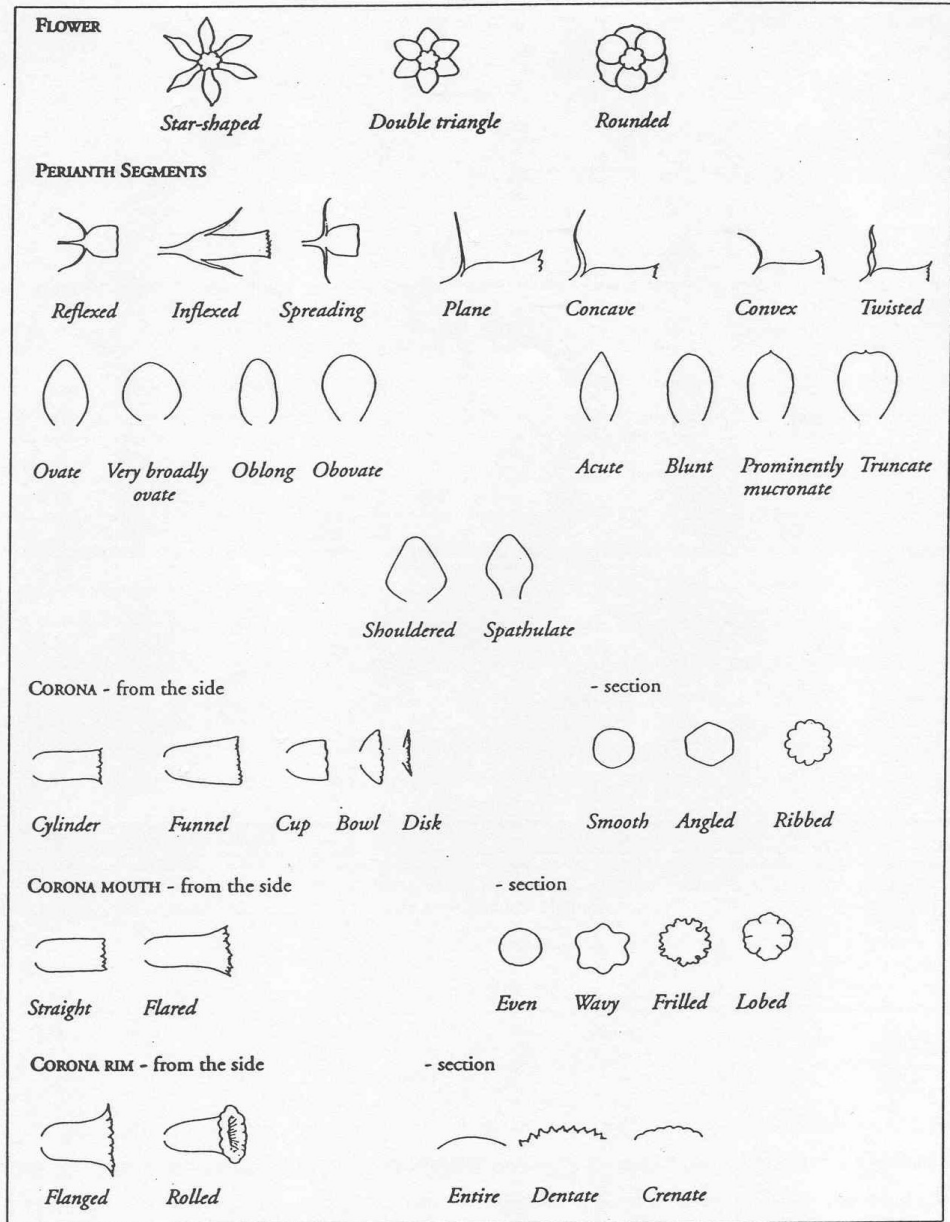 FLOWER
Star-shaped Double triangle Rounded
PERIANTH SEGMENTS
Reflexed Inflexed Spreading Plane Concave Convex Twisted
Ovate Very broadly Oblong Obovate Acute Blunt Prominently Truncate
ovate mucronate
Shouldered Spathulate
CORONA - from the side - section
Cylinder Funnel Cup Bowl Disk Smooth Angled Ribbed
CORONA MOUTH - from the side - section
Straight Flared Even Wavy Frilled Lobed
CORONA RIM - from the side - section
Flanged Rolled Entire Dentate Crenate